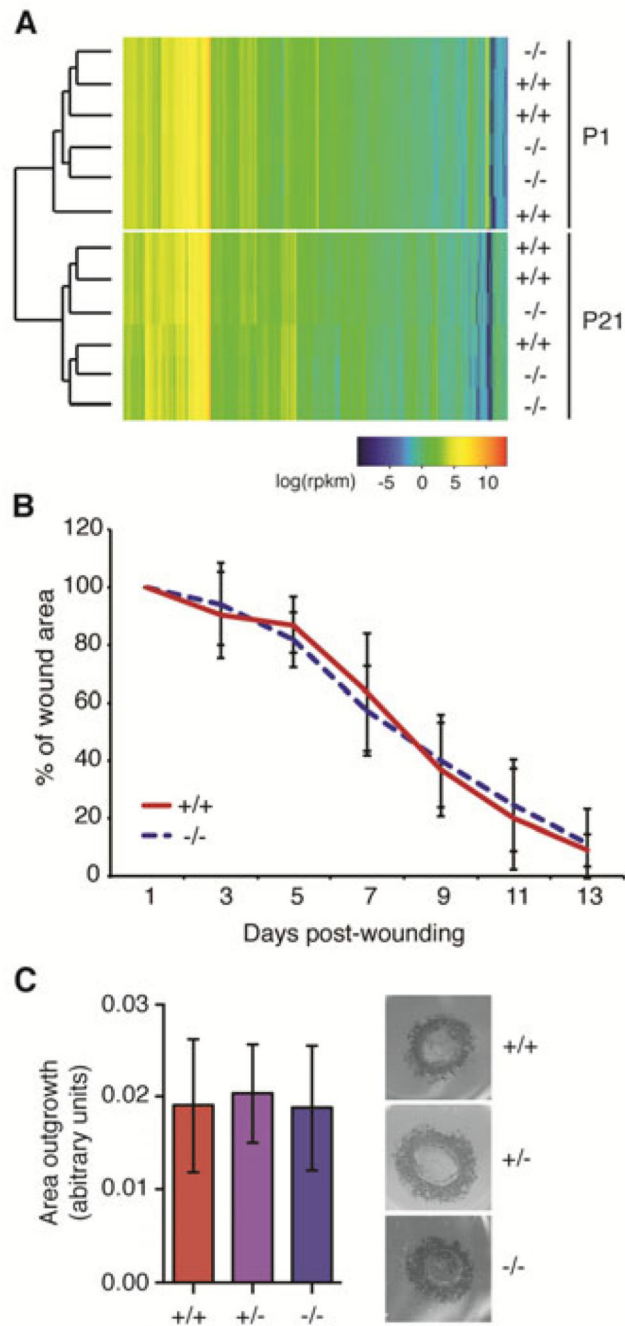 A
-/-
+/+
+/+
-/-
-/-
+/+
P1
+/+
+/+
-/-
+/+
-/-
-/-
P21
log(rpkm)
-5 0 5 10
B
120
100
80
60
40
20
0
% of wound area
+/+
-/-
1 3 5 7 9 11 13
Days post-wounding
C
0.03
0.02
0.01
0.00
Area outgrowth
(abitrary units)
+/+ +/- -/-
+/+
+/-
-/-